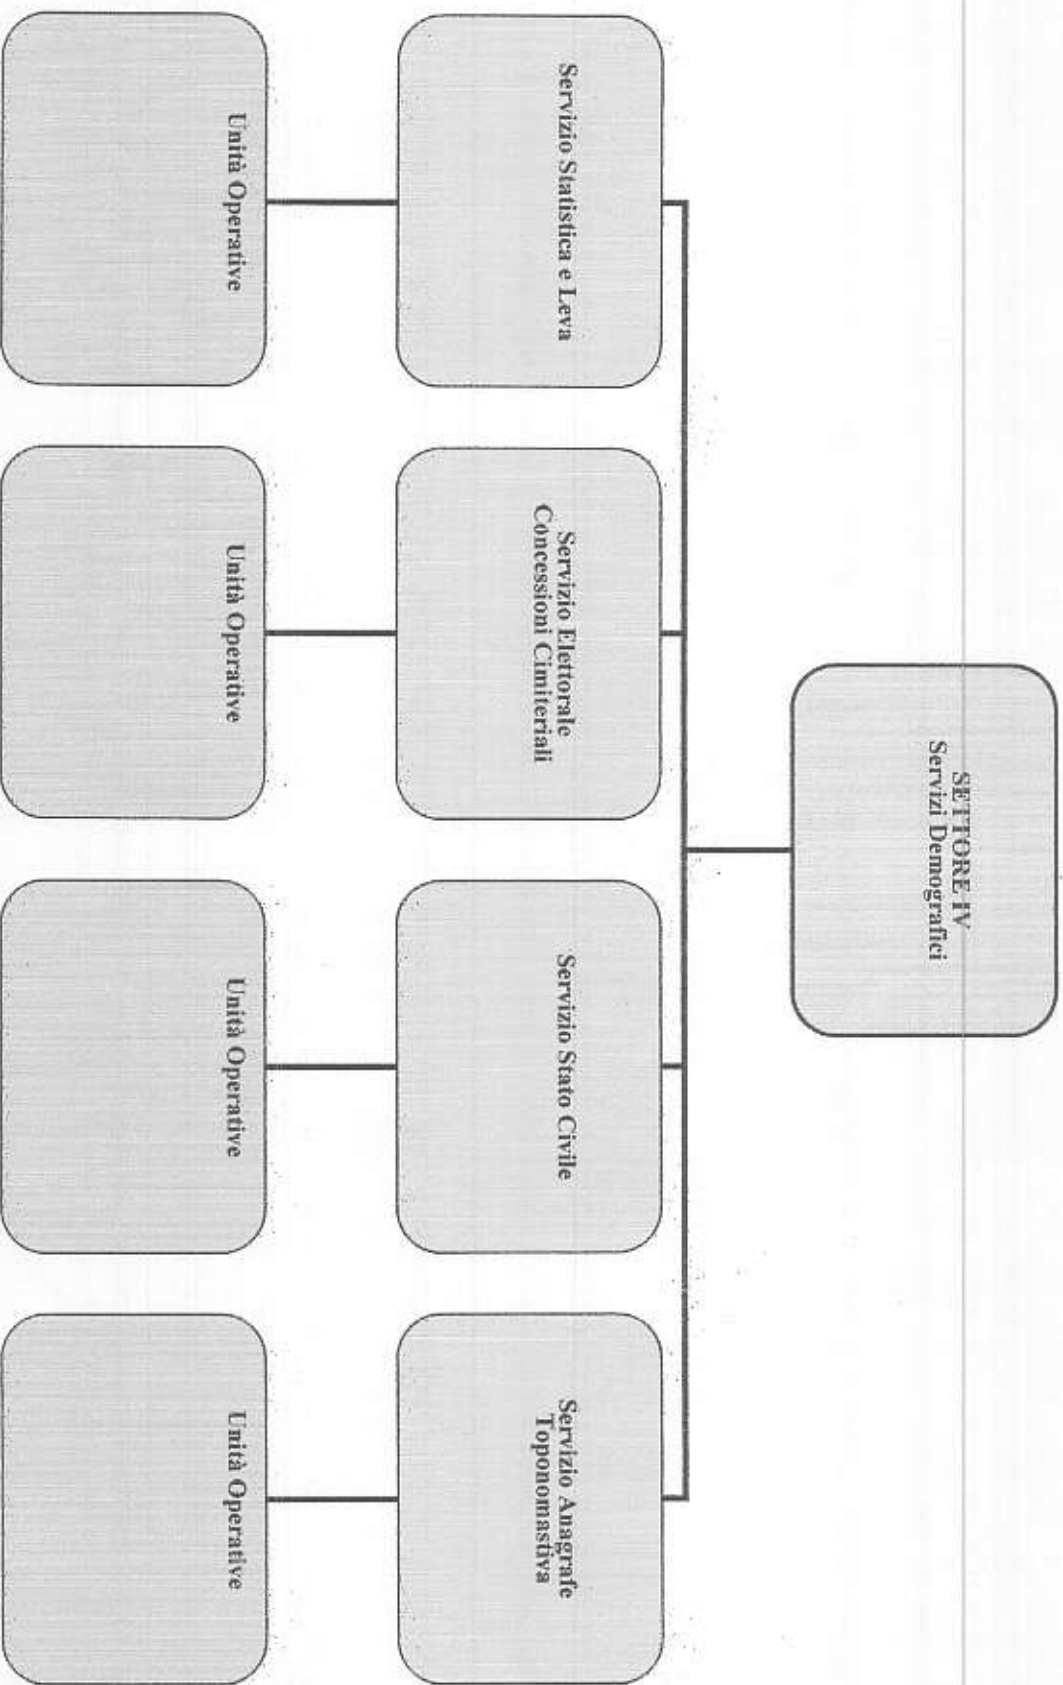 SETTORE IV
Servizi Demografici
Servizio Statistica e Leva
Servizio Elettorale
Concessioni Cimiteriali
Servizio Stato Civile
Servizio Anagrafe
Toponomastiva
Unità Operative
Unità Operative
Unità Operative
Unità Operative